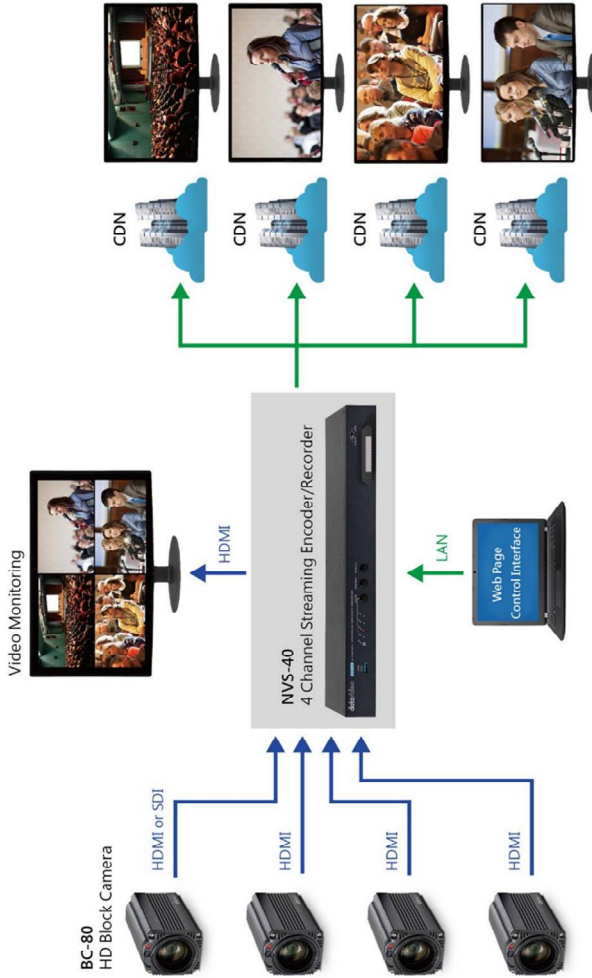 BC-80
HD Block Camera
HDMI or SDI
HDMI
HDMI
HDMI
Video Monitoring
HDMI
NVS-40
4 Channel Streaming Encoder/Recorder
datavideo
LAN
Web Page
Control Interface
CDN
CDN
CDN
CDN